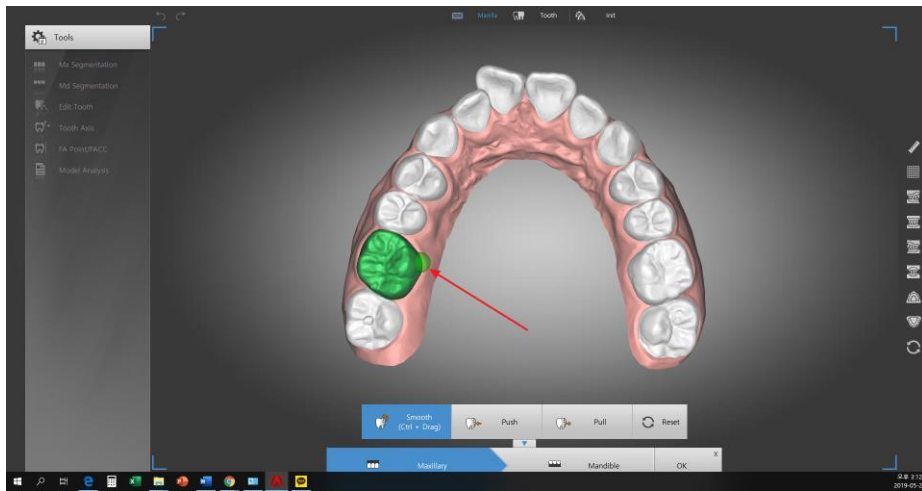 Maxilla Tooth Init
Tools
Mx Segmentation
Md Segmentation
Edit Tooth
Tooth Axis
FA Point/FACC
Model Analysis
Smooth
(Ctrl + Drag)
Push
Pull
Reset
X
Maxillary
Mandible
OK